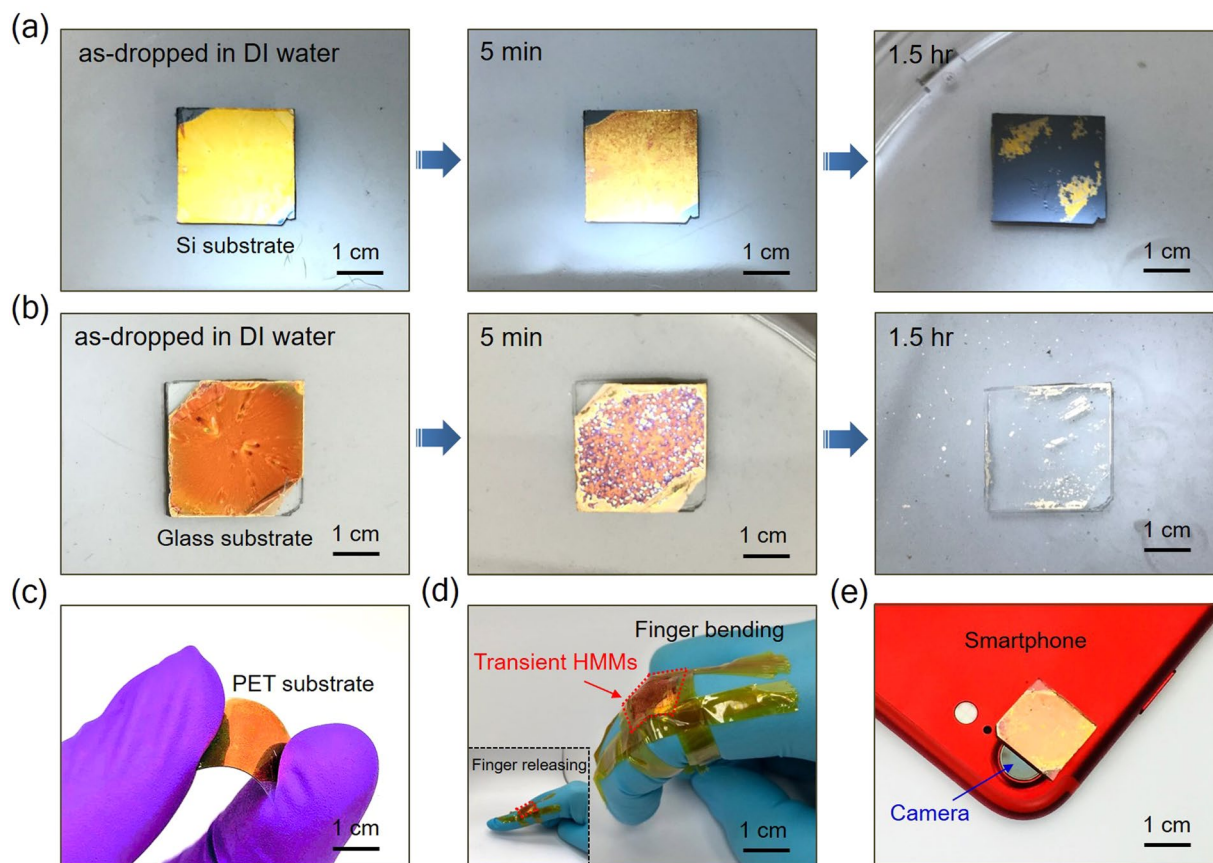 (a)
as-dropped in DI water
5 min
1.5 hr
Si substrate
1 cm
1 cm
1 cm
(b)
as-dropped in DI water
5 min
1.5 hr
Glass substrate
1 cm
1 cm
1 cm
(c)
(d)
(e)
PET substrate
1 cm
Finger bending
Transient HMMs
Finger releasing
1 cm
Smartphone
Camera
1 cm